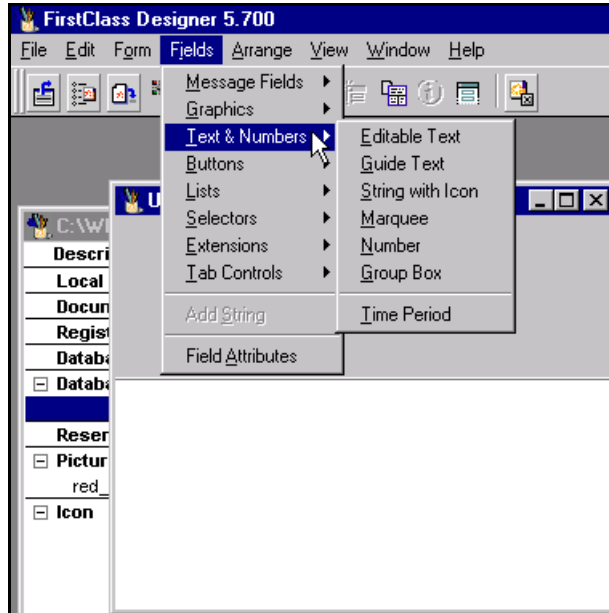 FirstClass Designer 5.700
File Edit Form Fields Arrange View Window Help
Message Fields
Graphics
Text & Numbers
Buttons
Lists
Selectors
Extensions
Tab Controls
Add String
Field Attributes
Editable Text
Guide Text
String with Icon
Marquee
Number
Group Box
Time Period
U
C:\WI
Descri
Local
Docum
Regist
Databa
Databa
Reser
Pictur
red_
Icon